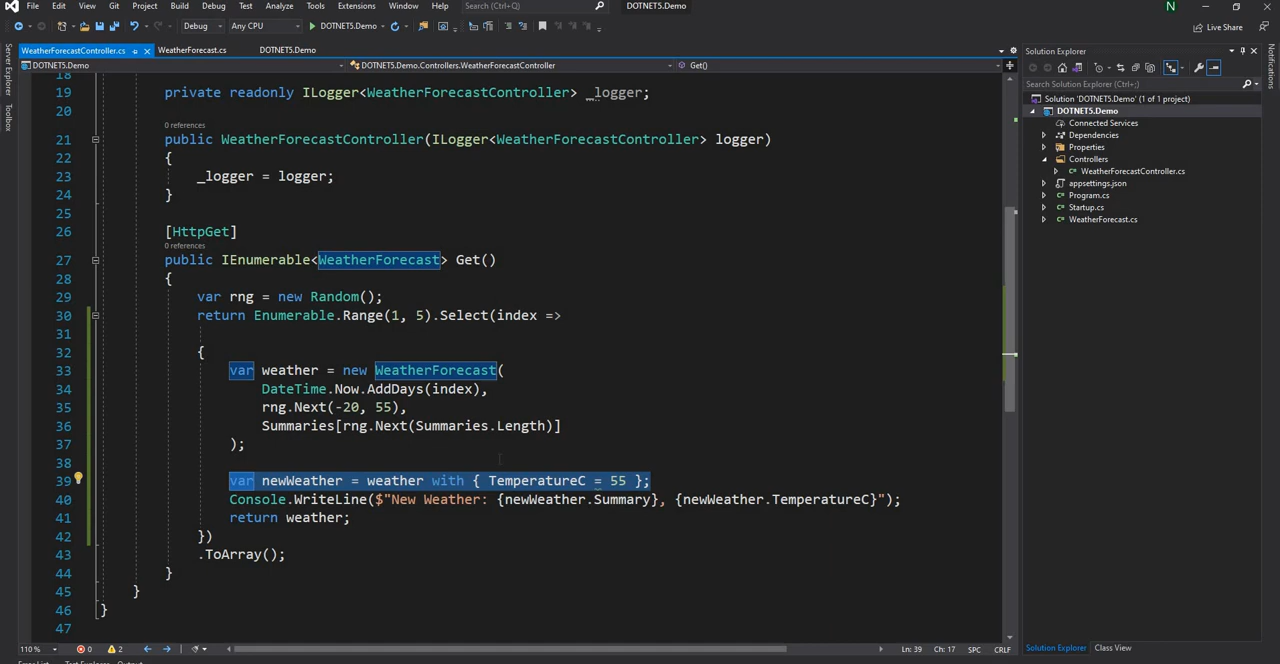 File Edit View Git Project Build Debug Test Analyze Tools Extensions Window Help Search (Ctrl+Q) DOTNET5.Demo N
Debug Any CPU DOTNET5.Demo Live Share
WeatherForecastController.cs WeatherForecast.cs DOTNET5.Demo
DOTNET5.Demo DOTNET5.Demo.Controllers.WeatherForecastController Get()
Server Explorer
Toolbox
18
19 private readonly ILogger<WeatherForecastController> _logger;
20
0 references
21 public WeatherForecastController(ILogger<WeatherForecastController> logger)
22 {
23 _logger = logger;
24 }
25
26 [HttpGet]
0 references
27 public IEnumerable<WeatherForecast> Get()
28 {
29 var rng = new Random();
30 return Enumerable.Range(1, 5).Select(index =>
31
32 {
33 var weather = new WeatherForecast(
34 DateTime.Now.AddDays(index),
35 rng.Next(-20, 55),
36 Summaries[rng.Next(Summaries.Length)]
37 );
38
39 var newWeather = weather with { TemperatureC = 55 };
40 Console.WriteLine($"New Weather: {newWeather.Summary}, {newWeather.TemperatureC}");
41 return weather;
42 })
43 .ToArray();
44 }
45 }
46 }
47
110 % 0 2 Ln: 39 Ch: 17 SPC CRLF
Error List Test Explorer Output
Solution Explorer
Search Solution Explorer (Ctrl+;)
Solution 'DOTNET5.Demo' (1 of 1 project)
DOTNET5.Demo
Connected Services
Dependencies
Properties
Controllers
WeatherForecastController.cs
appsettings.json
Program.cs
Startup.cs
WeatherForecast.cs
Solution Explorer Class View
Notifications